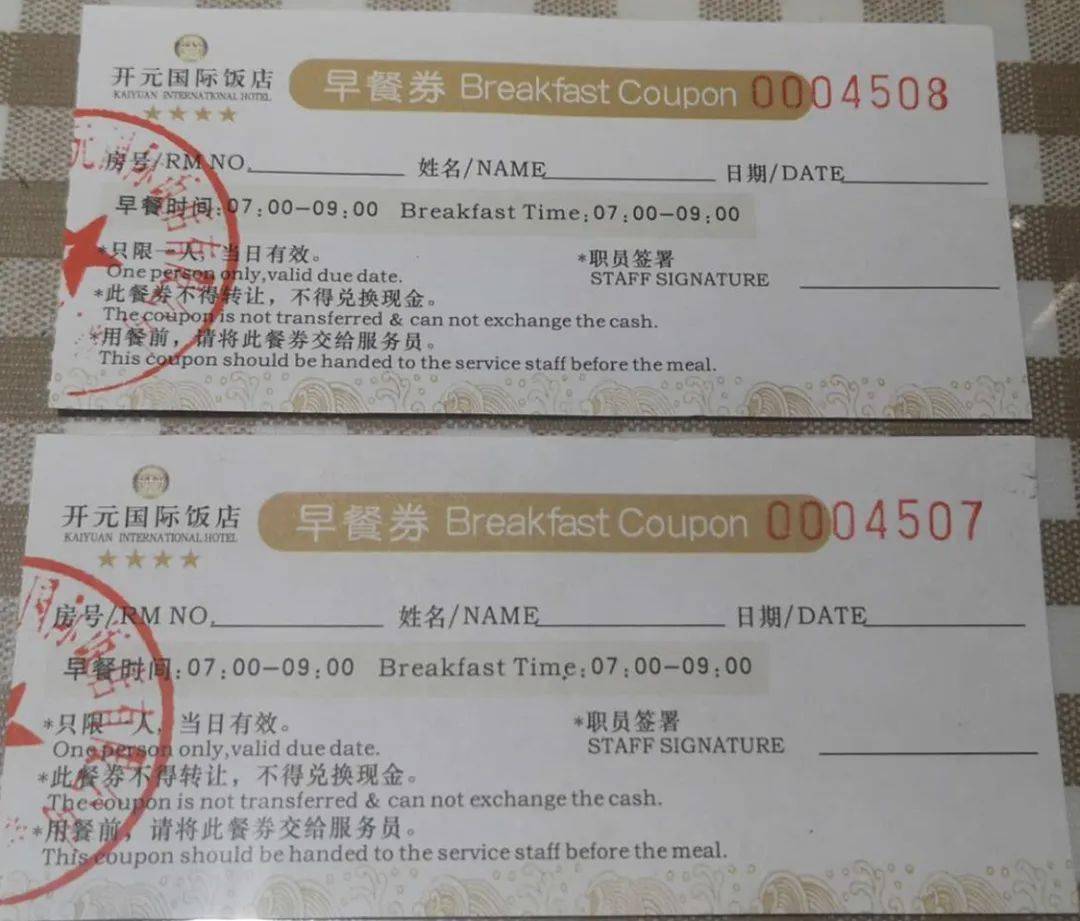 开元国际饭店
KAIYUAN INTERNATIONAL HOTEL
早餐券 Breakfast Coupon 0004508
房号/RM NO. 姓名/NAME 日期/DATE
早餐时间:07:00-09:00 Breakfast Time:07:00-09:00
*只限一人,当日有效。 *职员签署
One person only,valid due date. STAFF SIGNATURE
*此餐券不得转让，不得兑换现金。
The coupon is not transferred & can not exchange the cash.
*用餐前，请将此餐券交给服务员。
This coupon should be handed to the service staff before the meal.
开元国际饭店
KAIYUAN INTERNATIONAL HOTEL
早餐券 Breakfast Coupon 0004507
房号/RM NO. 姓名/NAME 日期/DATE
早餐时间:07:00-09:00 Breakfast Time:07:00-09:00
*只限一人，当日有效。 *职员签署
One person only,valid due date. STAFF SIGNATURE
*此餐券不得转让，不得兑换现金。
The coupon is not transferred & can not exchange the cash.
*用餐前，请将此餐券交给服务员。
This coupon should be handed to the service staff before the meal.